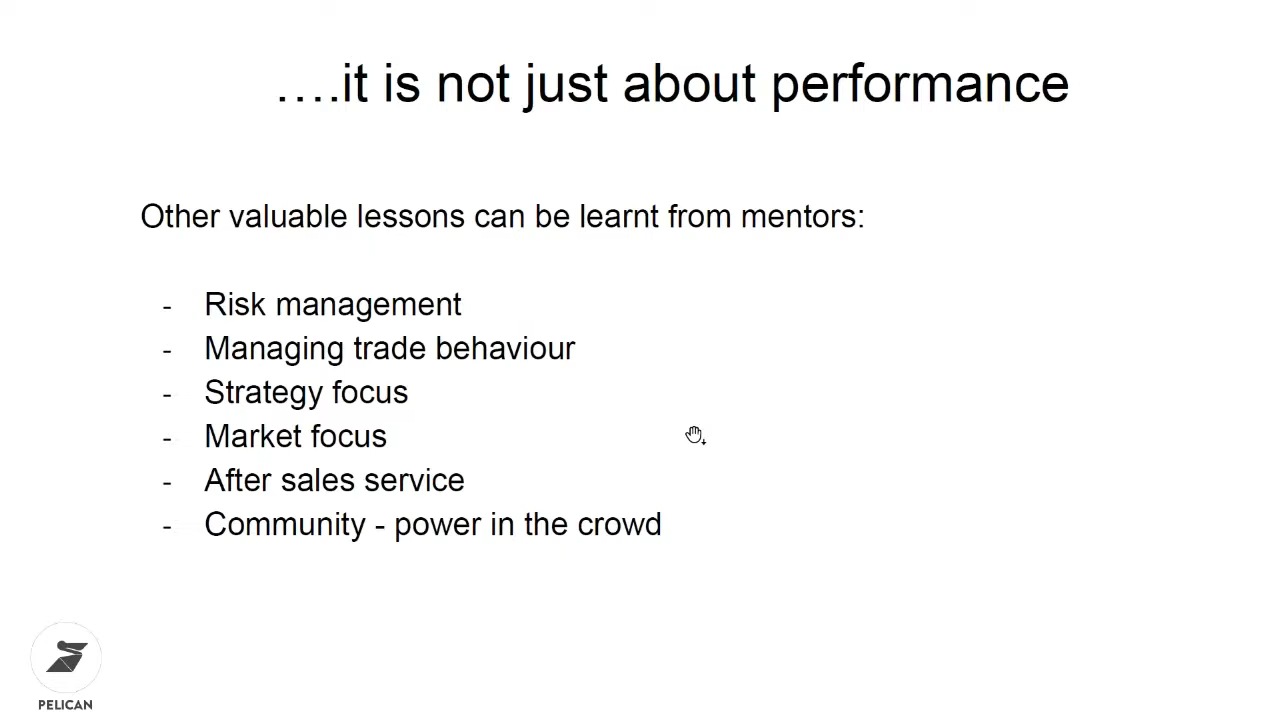 ….it is not just about performance
Other valuable lessons can be learnt from mentors:
- Risk management
- Managing trade behaviour
- Strategy focus
- Market focus
- After sales service
- Community - power in the crowd
PELICAN